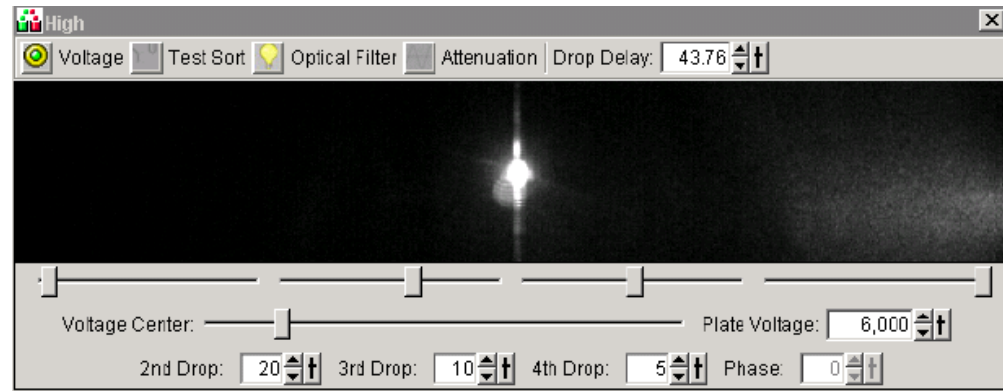 High
Voltage Test Sort Optical Filter Attenuation Drop Delay: 43.76
Voltage Center: Plate Voltage: 6,000
2nd Drop: 20 3rd Drop: 10 4th Drop: 5 Phase: 0